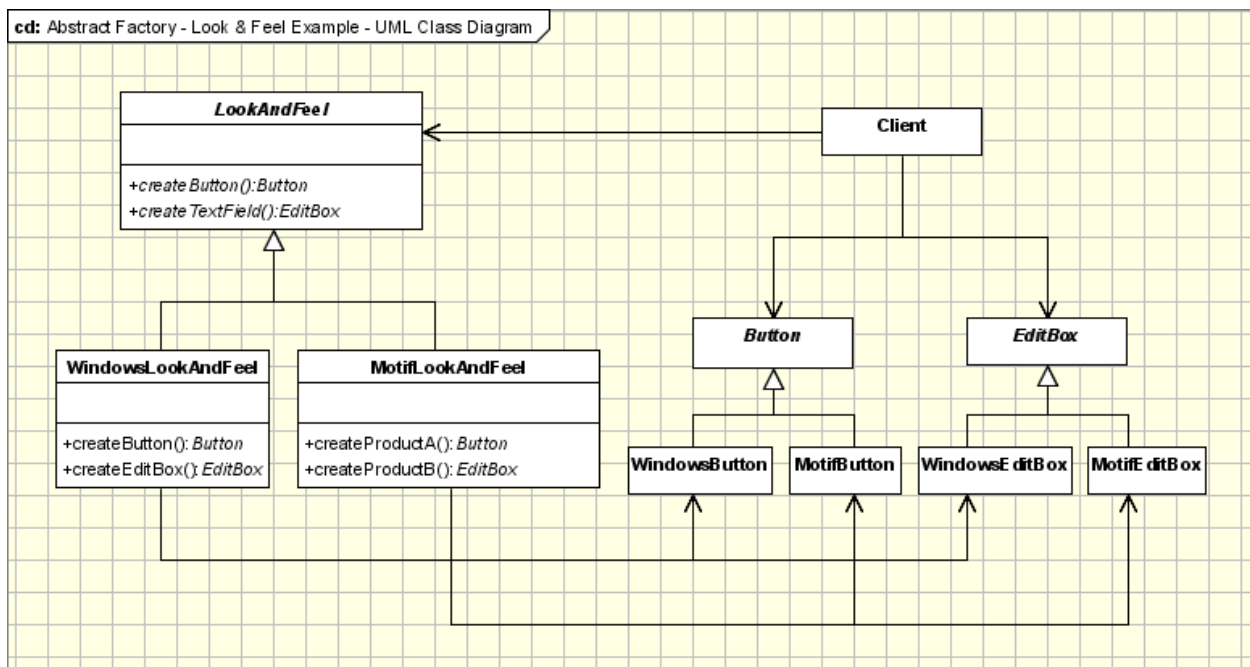 cd: Abstract Factory - Look & Feel Example - UML Class Diagram
LookAndFeel
+createButton():Button
+createTextField():EditBox
Client
Button
EditBox
WindowsLookAndFeel
+createButton(): Button
+createEditBox(): EditBox
MotifLookAndFeel
+createProductA(): Button
+createProductB(): EditBox
WindowsButton
MotifButton
WindowsEditBox
MotifEditBox